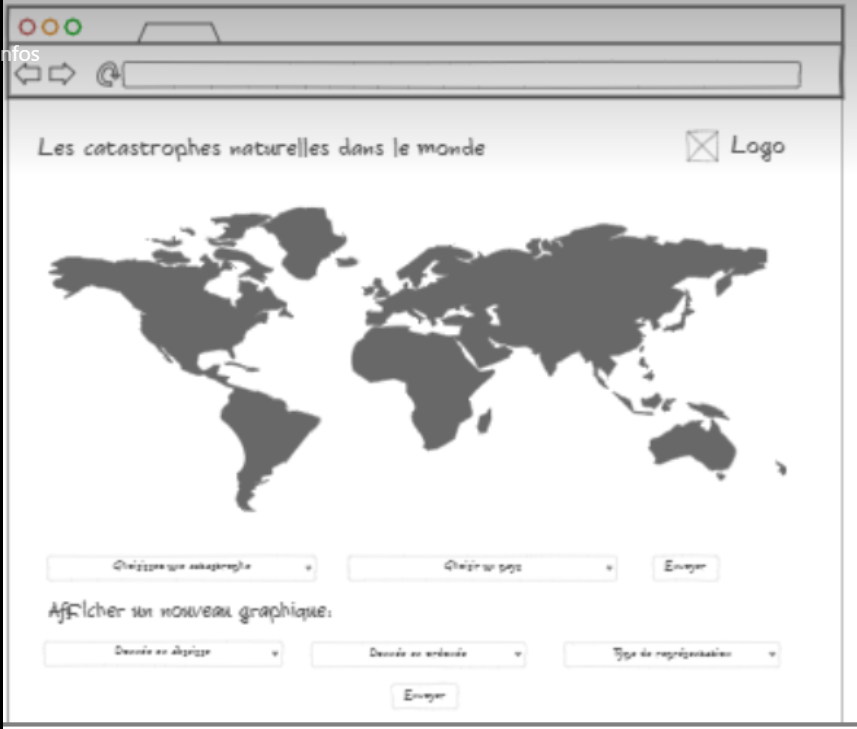 nfos
Les catastrophes naturelles dans le monde Logo
Choisissez une catastrophe Choisir un pays Envoyer
Afficher un nouveau graphique:
Donnée en abscisse Donnée en ordonnée Type de représentation
Envoyer